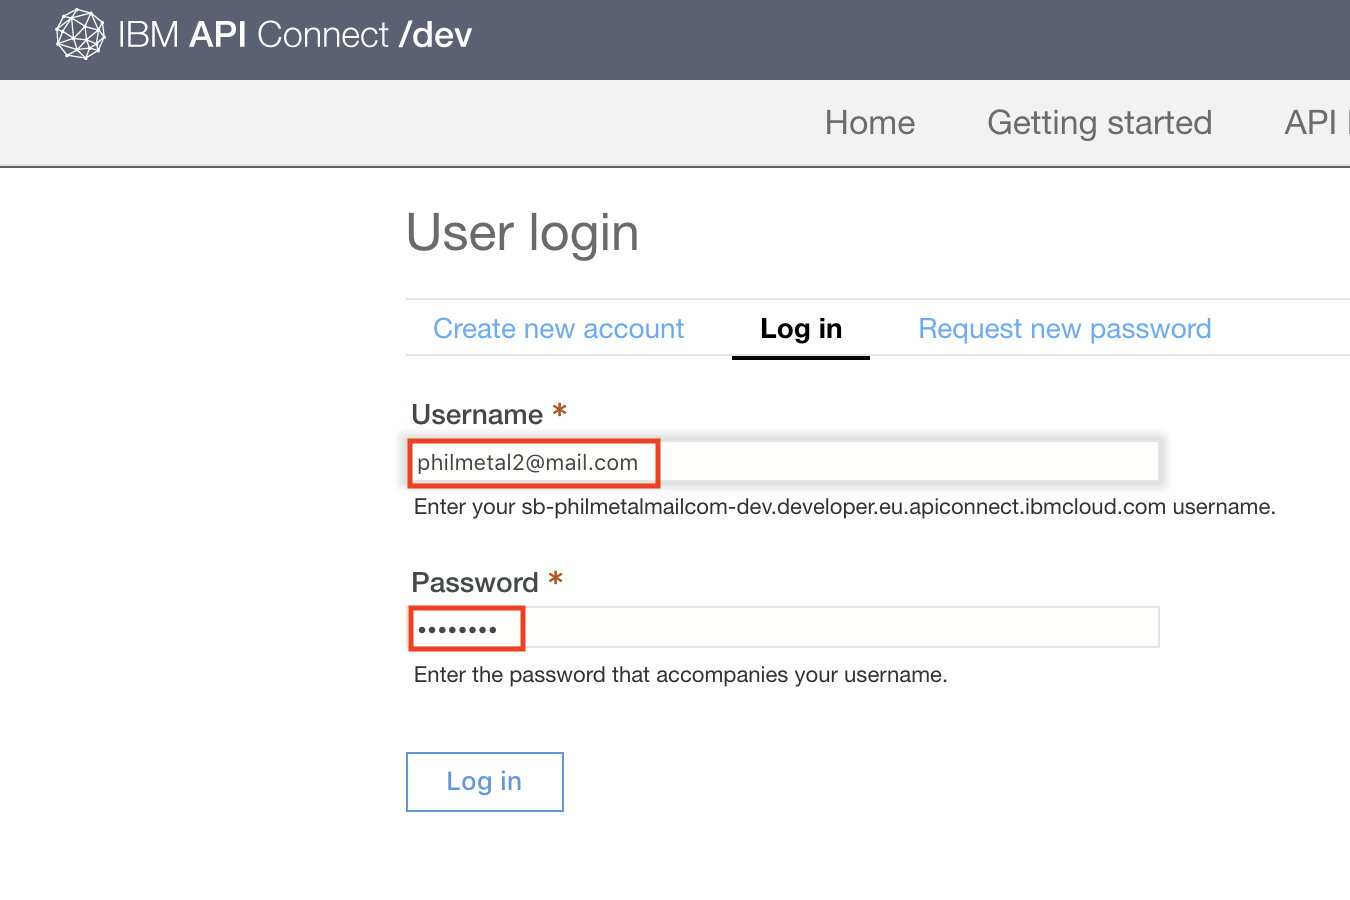 IBM API Connect /dev
Home Getting started API
User login
Create new account Log in Request new password
Username *
philmetal2@mail.com
Enter your sb-philmetalmailcom-dev.developer.eu.apiconnect.ibmcloud.com username.
Password *
••••••••
Enter the password that accompanies your username.
Log in